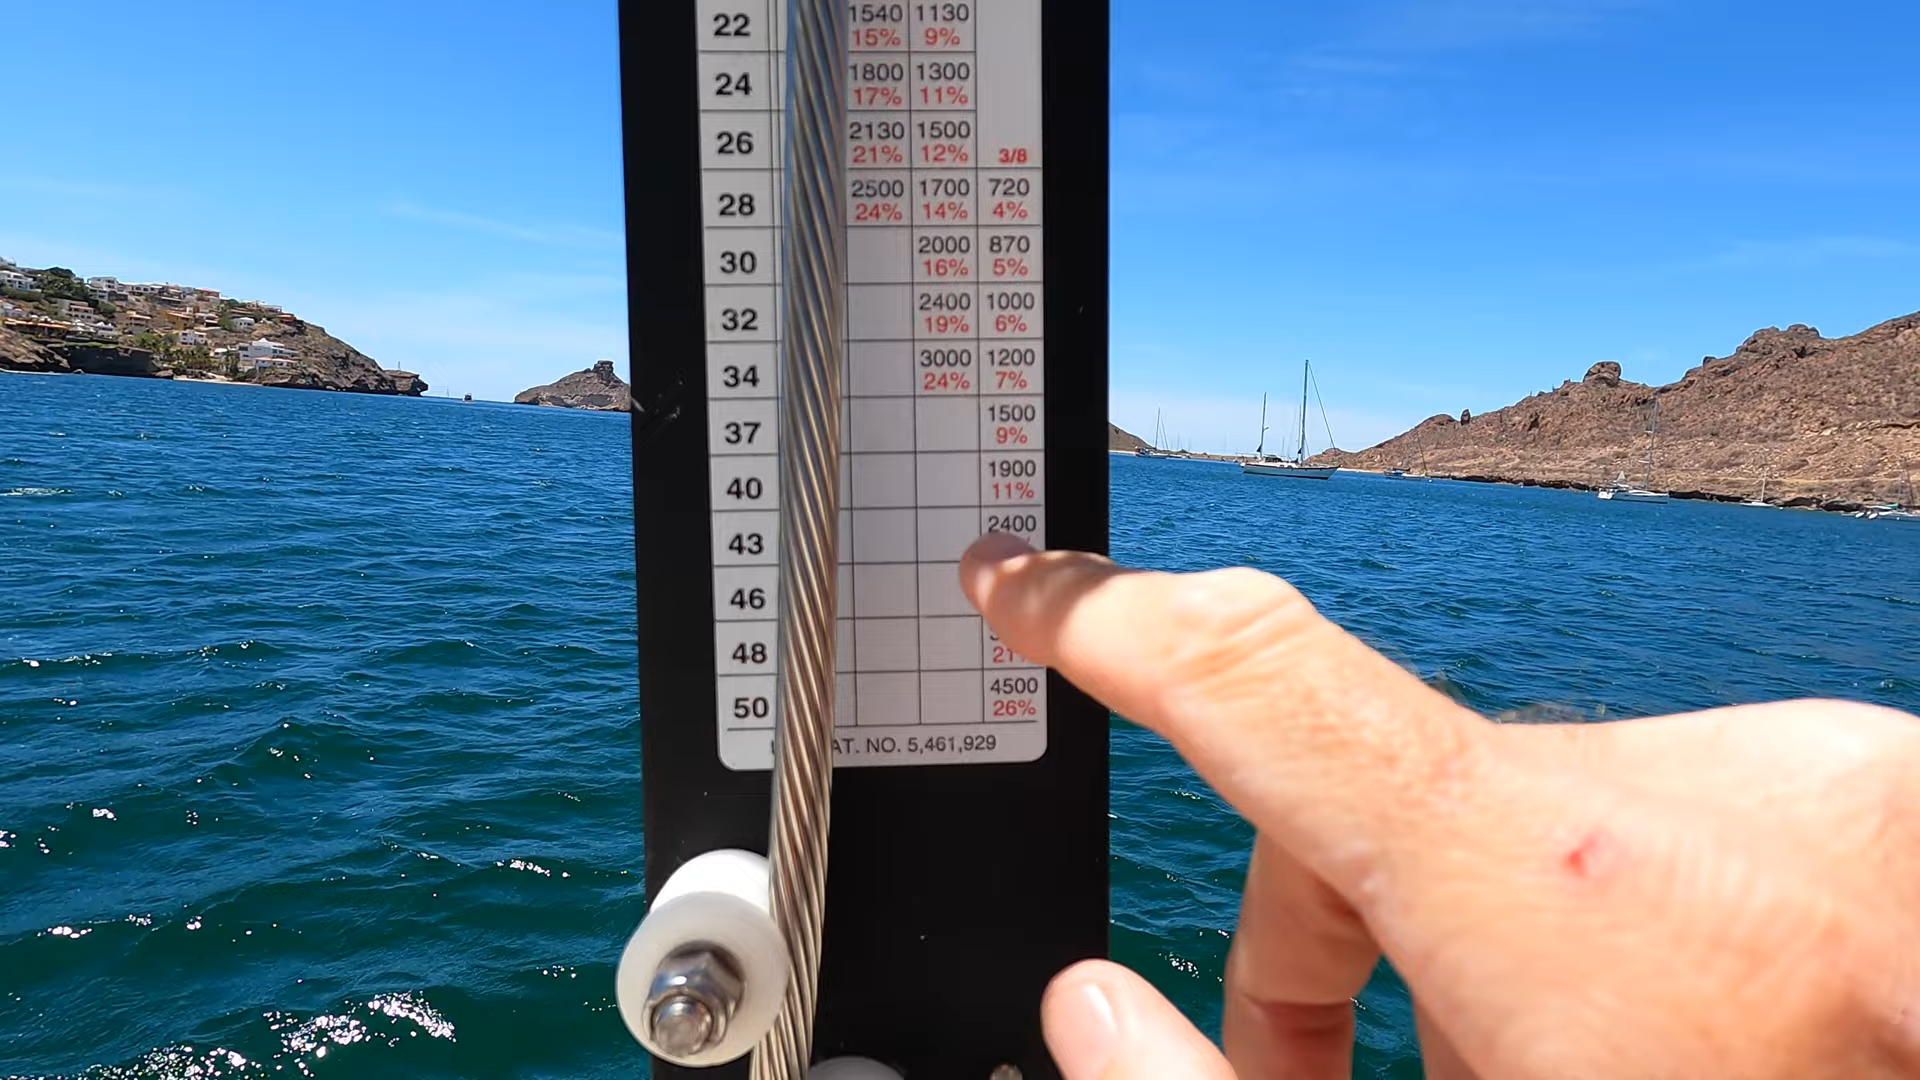 22 1540 1130
15% 9%
24 1800 1300
17% 11%
26 2130 1500
21% 12% 3/8
28 2500 1700 720
24% 14% 4%
30 2000 870
16% 5%
32 2400 1000
19% 6%
34 3000 1200
24% 7%
37 1500
9%
40 1900
11%
43 2400
46
48
50 4500
26%
NO. 5,461,929